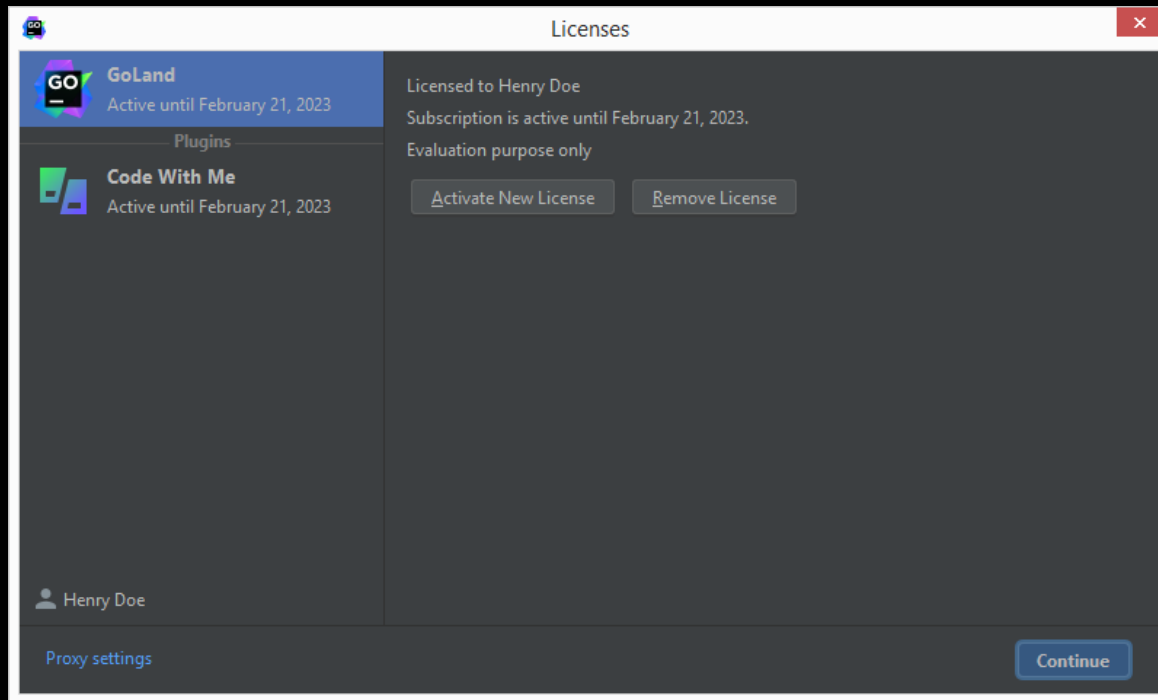 Licenses
GO
GoLand
Active until February 21, 2023
Plugins
Code With Me
Active until February 21, 2023
Henry Doe
Licensed to Henry Doe
Subscription is active until February 21, 2023.
Evaluation purpose only
Activate New License
Remove License
Proxy settings
Continue